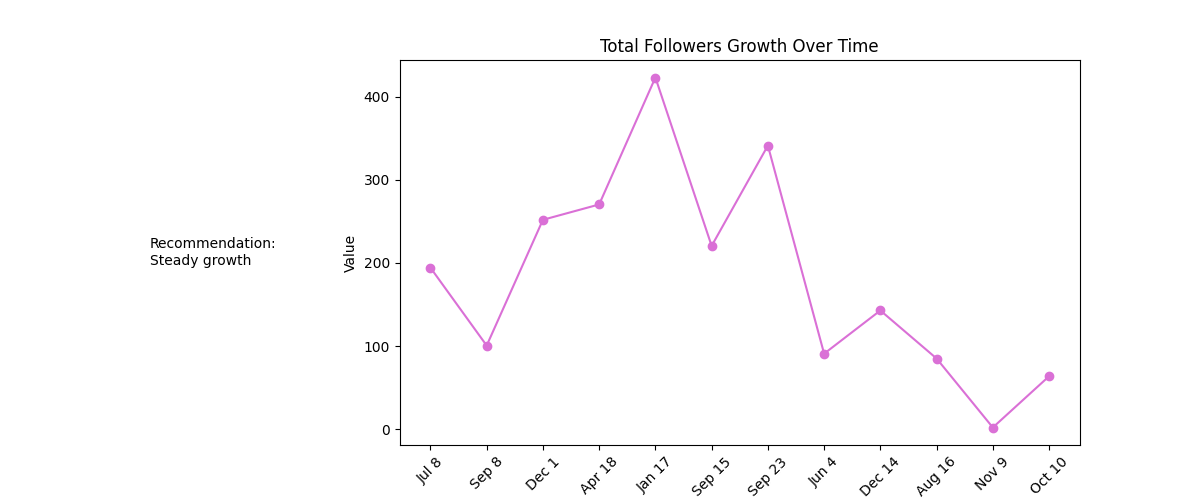 Total Followers Growth Over Time
Recommendation:
Steady growth
Value
400
300
200
100
0
Jul 8
Sep 8
Dec 1
Apr 18
Jan 17
Sep 15
Sep 23
Jun 4
Dec 14
Aug 16
Nov 9
Oct 10